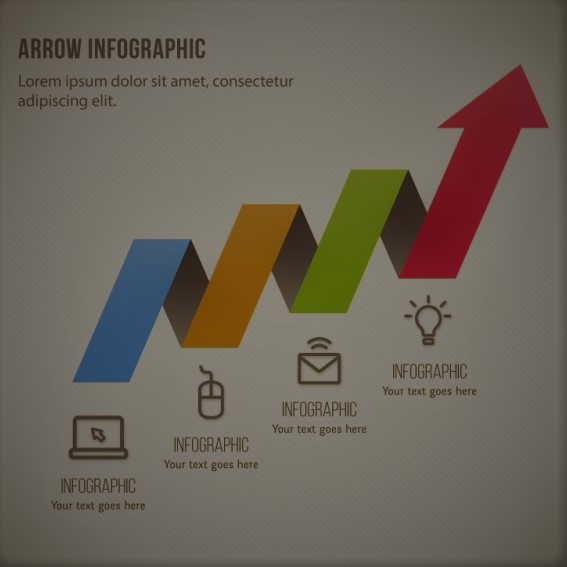 ARROW INFOGRAPHIC
Lorem ipsum dolor sit amet, consectetur
adipiscing elit.
INFOGRAPHIC
Your text goes here
INFOGRAPHIC
Your text goes here
INFOGRAPHIC
Your text goes here
INFOGRAPHIC
Your text goes here